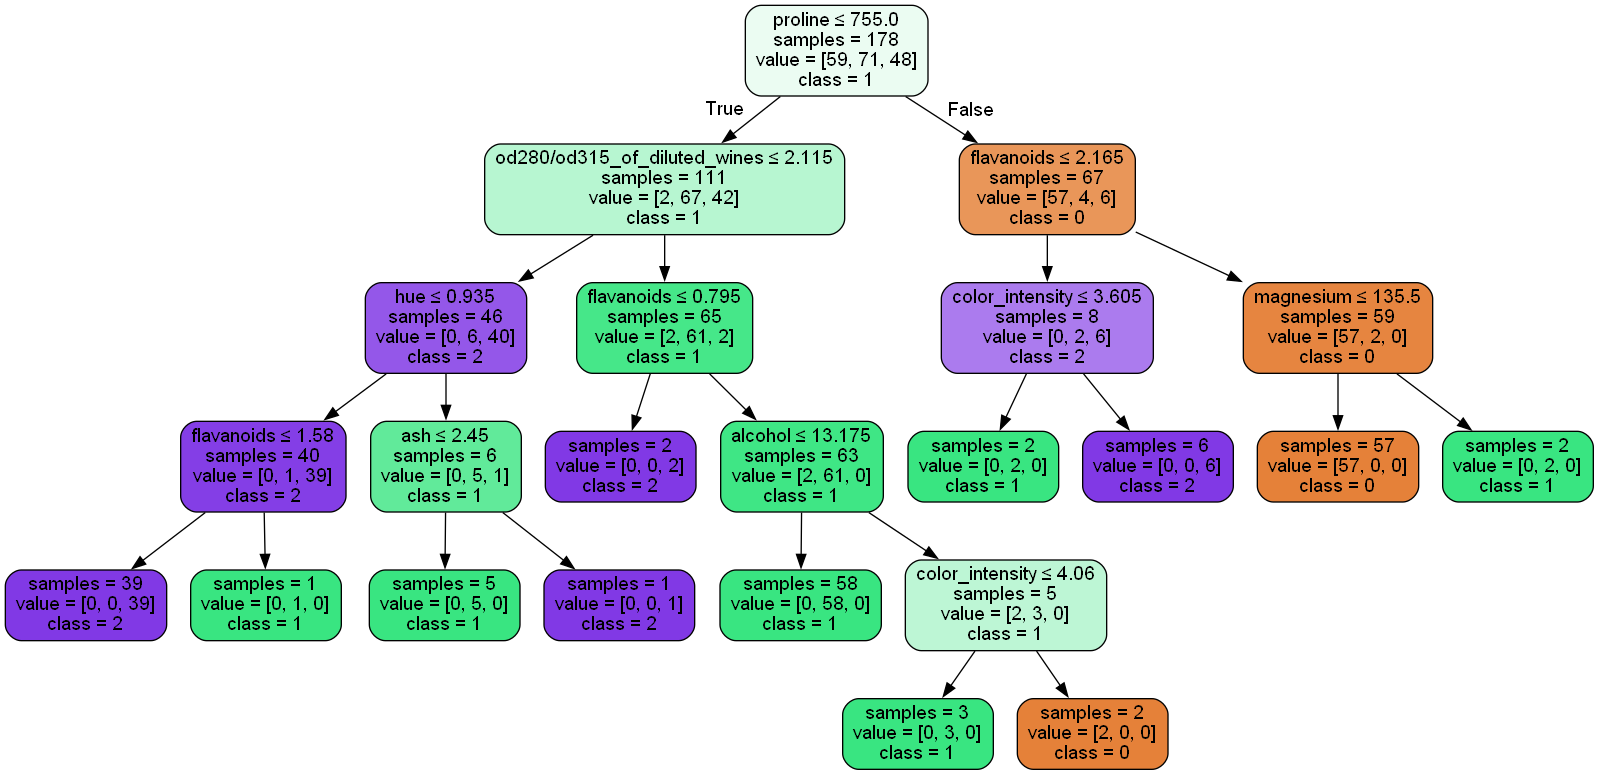 proline ≤ 755.0
samples = 178
value = [59, 71, 48]
class = 1
True
False
od280/od315_of_diluted_wines ≤ 2.115
samples = 111
value = [2, 67, 42]
class = 1
flavanoids ≤ 2.165
samples = 67
value = [57, 4, 6]
class = 0
hue ≤ 0.935
samples = 46
value = [0, 6, 40]
class = 2
flavanoids ≤ 0.795
samples = 65
value = [2, 61, 2]
class = 1
color_intensity ≤ 3.605
samples = 8
value = [0, 2, 6]
class = 2
magnesium ≤ 135.5
samples = 59
value = [57, 2, 0]
class = 0
flavanoids ≤ 1.58
samples = 40
value = [0, 1, 39]
class = 2
ash ≤ 2.45
samples = 6
value = [0, 5, 1]
class = 1
samples = 2
value = [0, 0, 2]
class = 2
alcohol ≤ 13.175
samples = 63
value = [2, 61, 0]
class = 1
samples = 2
value = [0, 2, 0]
class = 1
samples = 6
value = [0, 0, 6]
class = 2
samples = 57
value = [57, 0, 0]
class = 0
samples = 2
value = [0, 2, 0]
class = 1
samples = 39
value = [0, 0, 39]
class = 2
samples = 1
value = [0, 1, 0]
class = 1
samples = 5
value = [0, 5, 0]
class = 1
samples = 1
value = [0, 0, 1]
class = 2
samples = 58
value = [0, 58, 0]
class = 1
color_intensity ≤ 4.06
samples = 5
value = [2, 3, 0]
class = 1
samples = 3
value = [0, 3, 0]
class = 1
samples = 2
value = [2, 0, 0]
class = 0